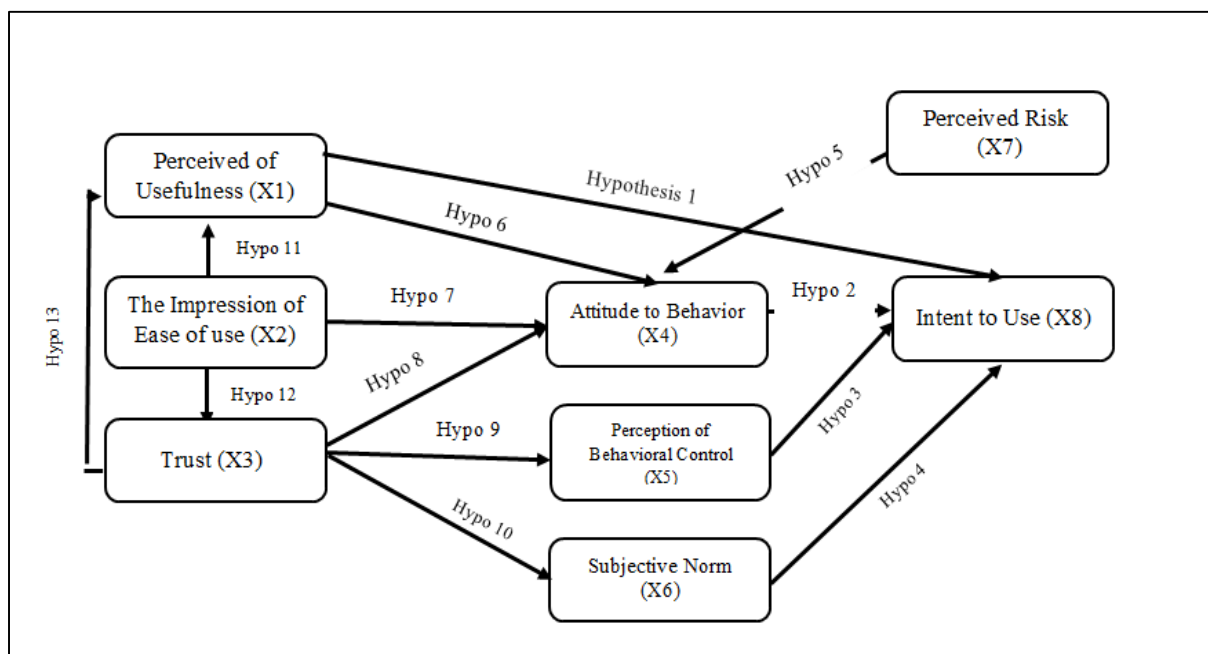 Perceived Risk
(X7)
Perceived of
Usefulness (X1)
Hypo 5
Hypothesis 1
Hypo 6
Hypo 11
The Impression of
Ease of use (X2)
Hypo 7
Attitude to Behavior
(X4)
Hypo 2
Intent to Use (X8)
Hypo 13
Hypo 8
Hypo 12
Trust (X3)
Hypo 9
Perception of
Behavioral Control
(X5)
Hypo 3
Hypo 4
Hypo 10
Subjective Norm
(X6)